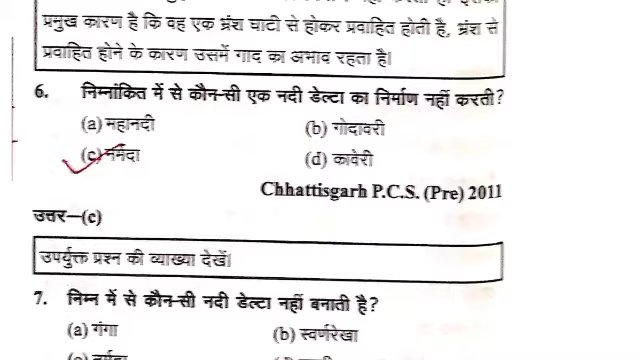 प्रमुख कारण है कि वह एक भ्रंश घाटी से होकर प्रवाहित होती है, भ्रंश से
प्रवाहित होने के कारण उसमें गाद का अभाव रहता है।
6. निम्नांकित में से कौन-सी एक नदी डेल्टा का निर्माण नहीं करती?
(a) महानदी (b) गोदावरी
(c) नर्मदा (d) कावेरी
Chhattisgarh P.C.S. (Pre) 2011
उत्तर–(c)
उपर्युक्त प्रश्न की व्याख्या देखें।
7. निम्न में से कौन-सी नदी डेल्टा नहीं बनाती है?
(a) गंगा (b) स्वर्णरेखा